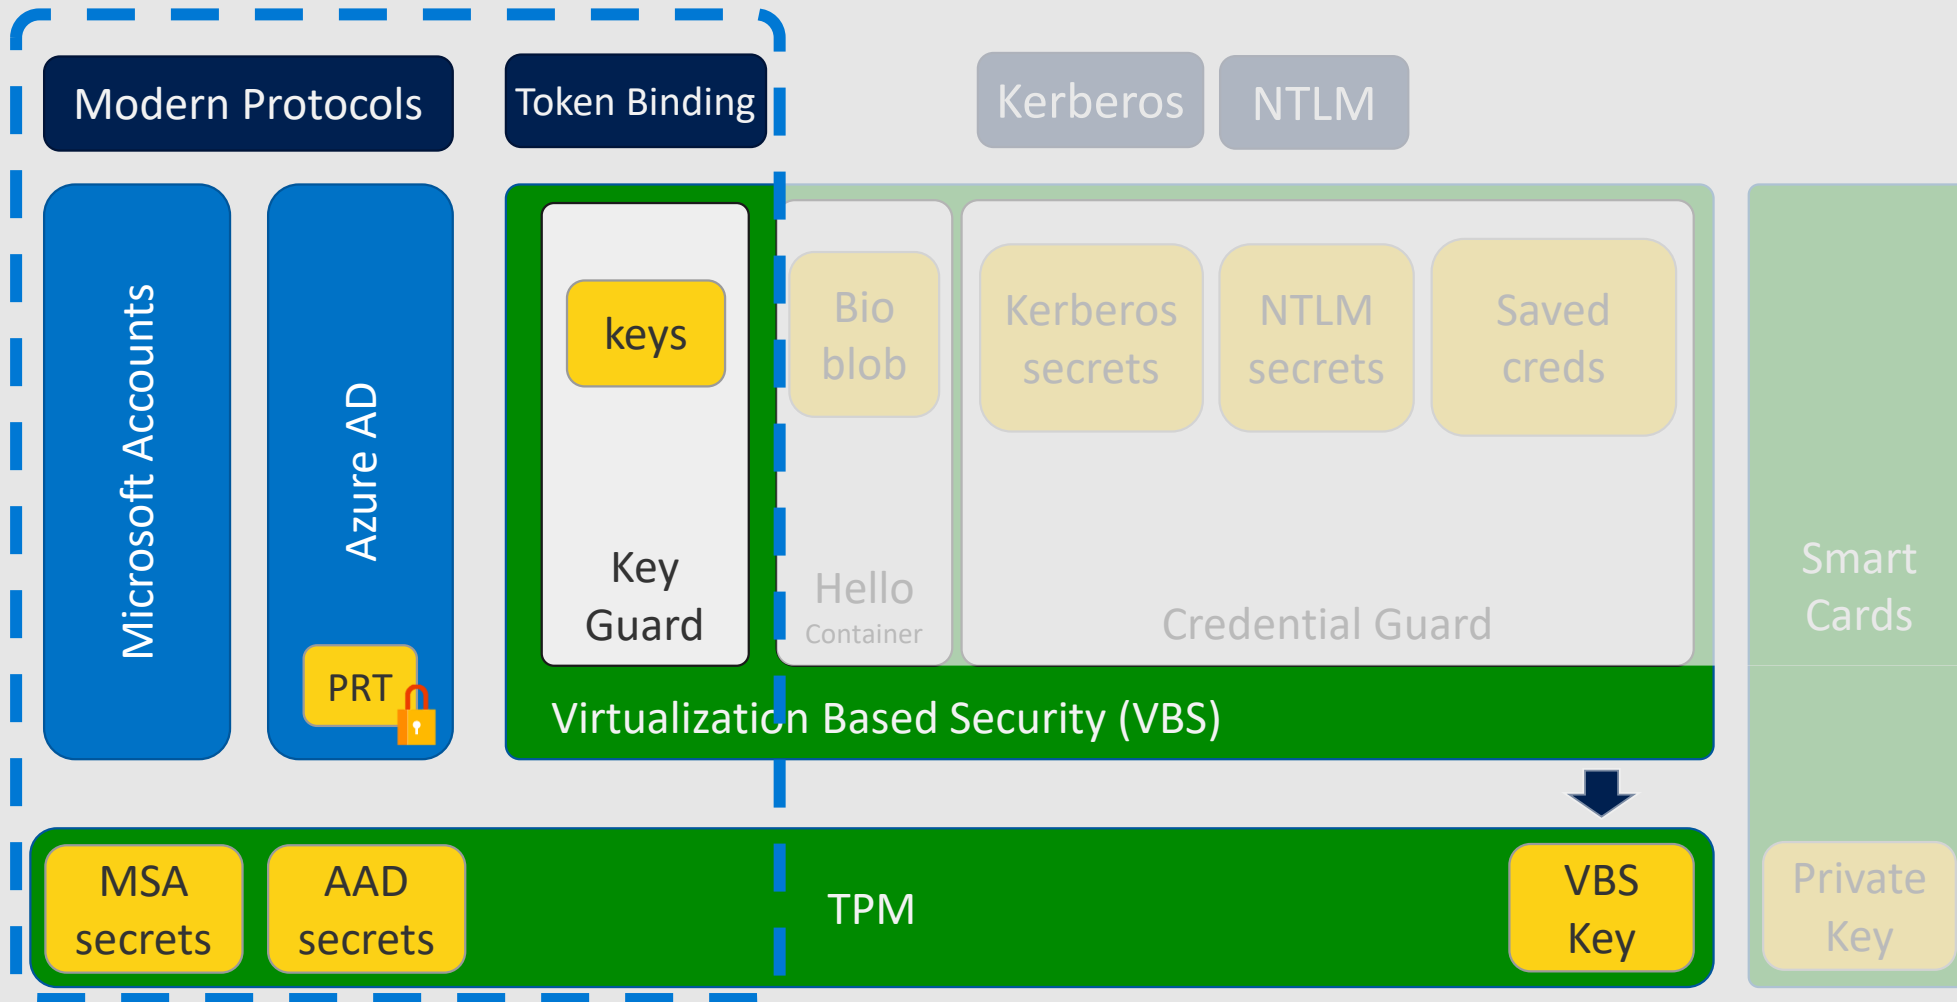 Modern Protocols
Token Binding
Kerberos
NTLM
Microsoft Accounts
Azure AD
PRT
keys
Key
Guard
Bio
blob
Hello
Container
Kerberos
secrets
NTLM
secrets
Saved
creds
Credential Guard
Virtualization Based Security (VBS)
Smart
Cards
MSA
secrets
AAD
secrets
TPM
VBS
Key
Private
Key